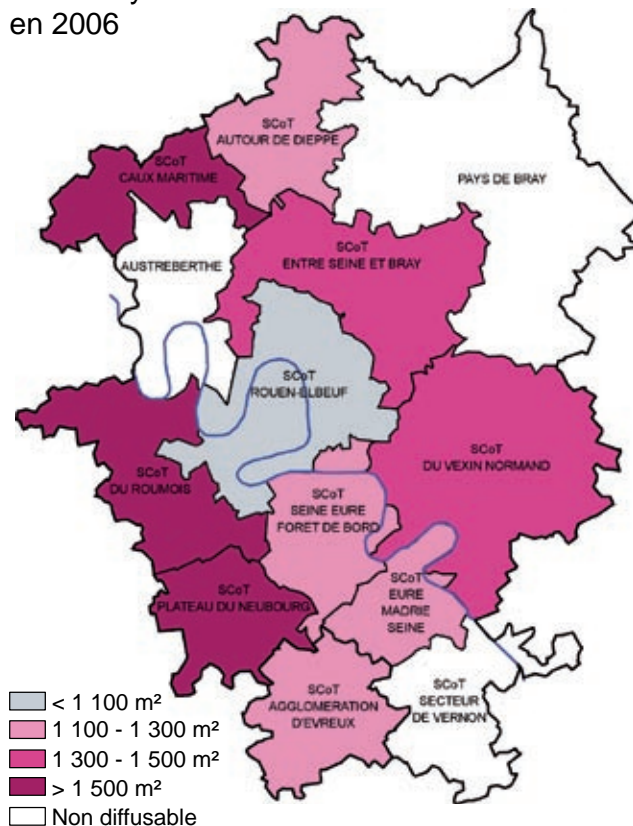 en 2006
SCoT
AUTOUR DE DIEPPE
SCoT
CAUX MARITIME
PAYS DE BRAY
AUSTREBERTHE
SCoT
ENTRE SEINE ET BRAY
SCoT
ROUEN-ELBEUF
SCoT
DU VEXIN NORMAND
SCoT
DU ROUMOIS
SCoT
SEINE EURE
FORET DE BORD
SCoT
PLATEAU DU NEUBOURG
SCoT
EURE
MADRIE
SEINE
SCoT
AGGLOMERATION
D'EVREUX
SCoT
SECTEUR
DE VERNON
< 1 100 m²
1 100 - 1 300 m²
1 300 - 1 500 m²
> 1 500 m²
Non diffusable